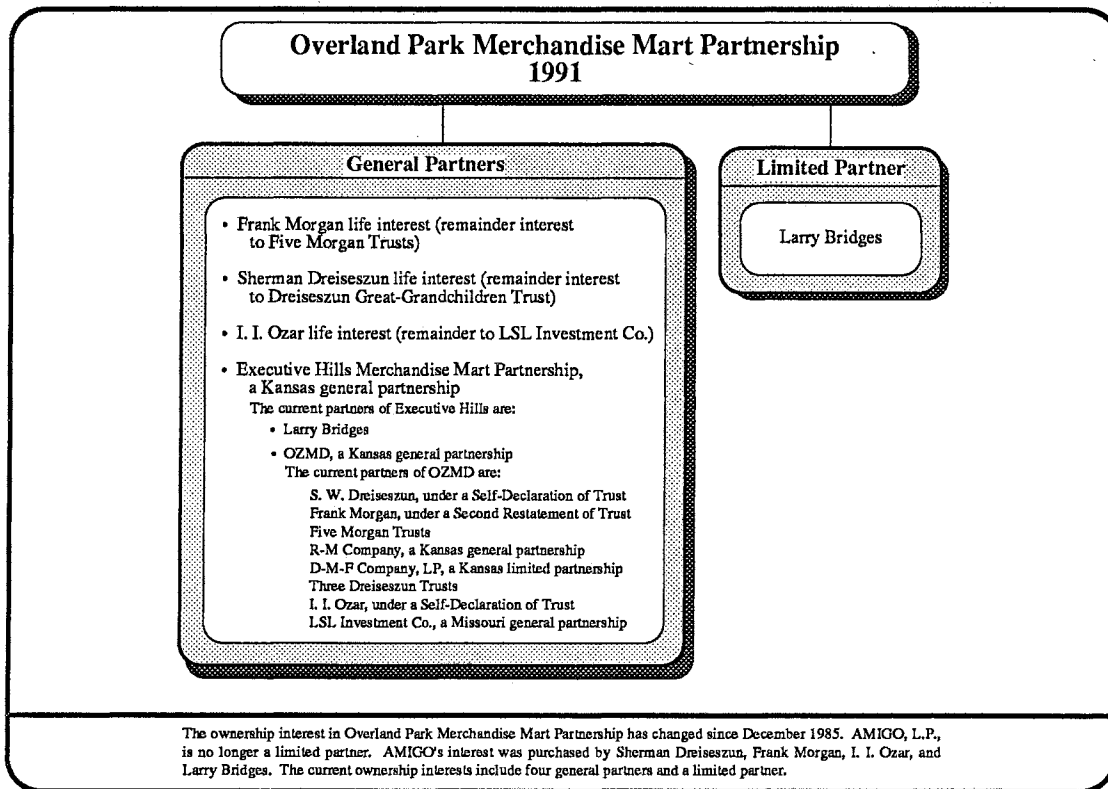 Overland Park Merchandise Mart Partnership
1991
General Partners
• Frank Morgan life interest (remainder interest
to Five Morgan Trusts)
• Sherman Dreiseszun life interest (remainder interest
to Dreiseszun Great-Grandchildren Trust)
• I. I. Ozar life interest (remainder to LSL Investment Co.)
• Executive Hills Merchandise Mart Partnership,
a Kansas general partnership
The current partners of Executive Hills are:
• Larry Bridges
• OZMD, a Kansas general partnership
The current partners of OZMD are:
S. W. Dreiseszun, under a Self-Declaration of Trust
Frank Morgan, under a Second Restatement of Trust
Five Morgan Trusts
R-M Company, a Kansas general partnership
D-M-F Company, LP, a Kansas limited partnership
Three Dreiseszun Trusts
I. I. Ozar, under a Self-Declaration of Trust
LSL Investment Co., a Missouri general partnership
Limited Partner
Larry Bridges
The ownership interest in Overland Park Merchandise Mart Partnership has changed since December 1985. AMIGO, L.P.,
is no longer a limited partner. AMIGO's interest was purchased by Sherman Dreiseszun, Frank Morgan, I. I. Ozar, and
Larry Bridges. The current ownership interests include four general partners and a limited partner.